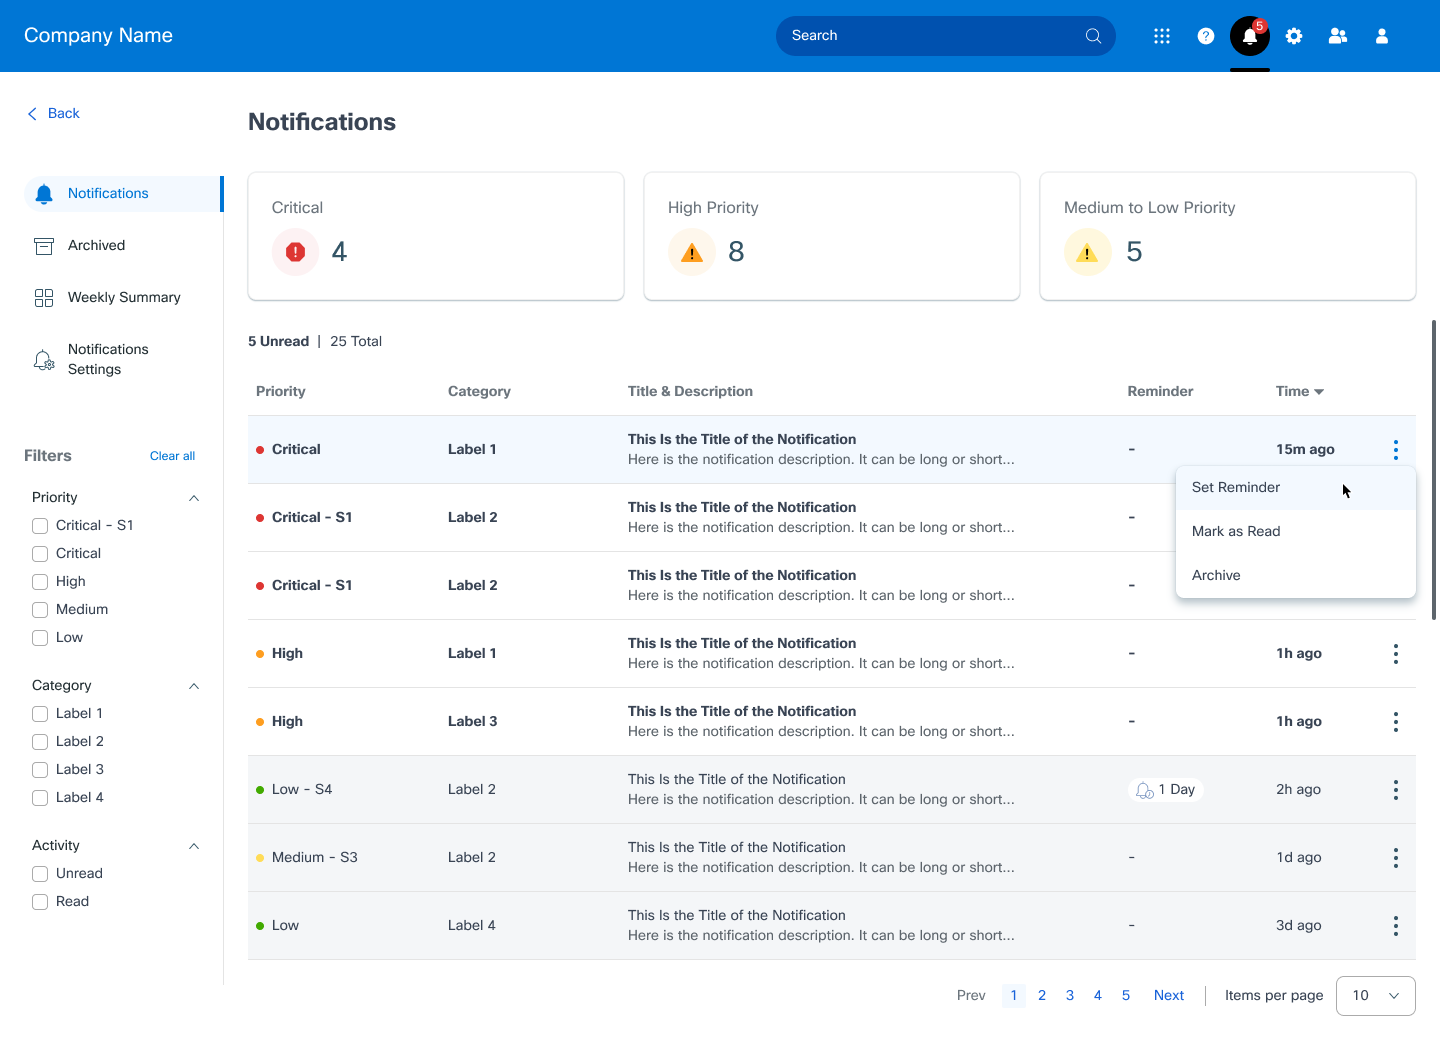 Company Name
Search
5
Back
Notifications
Notifications
Archived
Weekly Summary
Notifications
Settings
Critical
4
High Priority
8
Medium to Low Priority
5
5 Unread | 25 Total
Filters
Clear all
Priority
Critical - S1
Critical
High
Medium
Low
Category
Label 1
Label 2
Label 3
Label 4
Activity
Unread
Read
Priority Category Title & Description Reminder Time
Critical Label 1 This Is the Title of the Notification - 15m ago
Here is the notification description. It can be long or short...
Critical - S1 Label 2 This Is the Title of the Notification -
Here is the notification description. It can be long or short...
Critical - S1 Label 2 This Is the Title of the Notification -
Here is the notification description. It can be long or short...
Set Reminder
Mark as Read
Archive
High Label 1 This Is the Title of the Notification - 1h ago
Here is the notification description. It can be long or short...
High Label 3 This Is the Title of the Notification - 1h ago
Here is the notification description. It can be long or short...
Low - S4 Label 2 This Is the Title of the Notification 1 Day 2h ago
Here is the notification description. It can be long or short...
Medium - S3 Label 2 This Is the Title of the Notification - 1d ago
Here is the notification description. It can be long or short...
Low Label 4 This Is the Title of the Notification - 3d ago
Here is the notification description. It can be long or short...
Prev 1 2 3 4 5 Next | Items per page 10